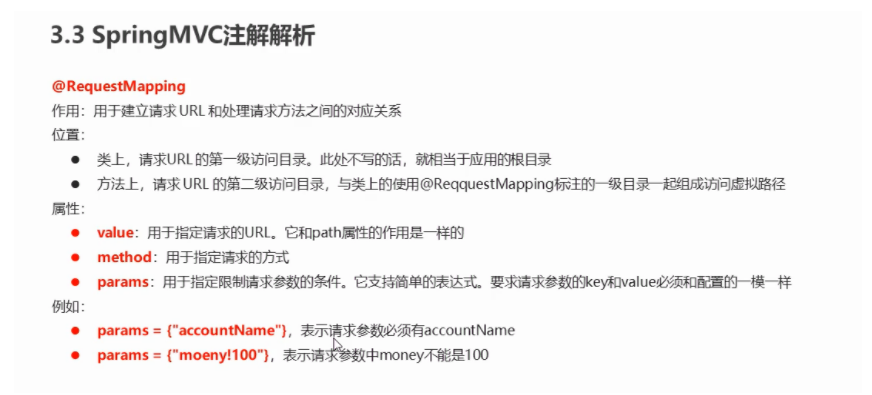 3.3 SpringMVC注解解析
@RequestMapping
作用：用于建立请求 URL 和处理请求方法之间的对应关系
位置：
● 类上，请求URL 的第一级访问目录。此处不写的话，就相当于应用的根目录
● 方法上，请求 URL 的第二级访问目录，与类上的使用@ReqquestMapping标注的一级目录一起组成访问虚拟路径
属性：
● value：用于指定请求的URL。它和path属性的作用是一样的
● method：用于指定请求的方式
● params：用于指定限制请求参数的条件。它支持简单的表达式。要求请求参数的key和value必须和配置的一模一样
例如：
● params = {"accountName"}，表示请求参数必须有accountName
● params = {"moeny!100"}，表示请求参数中money不能是100